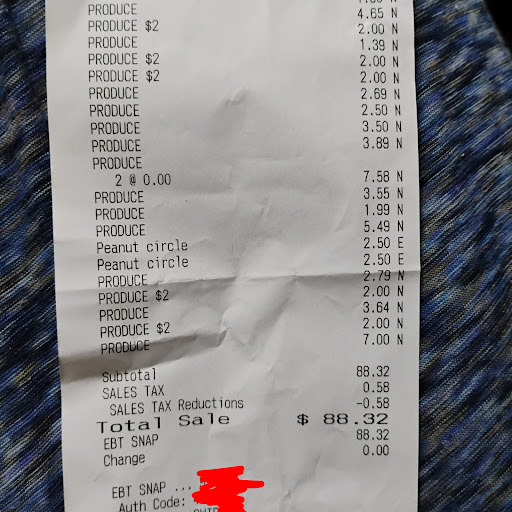 PRODUCE 4.65 N
PRODUCE $2 2.00 N
PRODUCE 1.39 N
PRODUCE $2 2.00 N
PRODUCE $2 2.00 N
PRODUCE 2.69 N
PRODUCE 2.50 N
PRODUCE 3.50 N
PRODUCE 3.89 N
PRODUCE
2 @ 0.00 7.58 N
PRODUCE 3.55 N
PRODUCE 1.99 N
PRODUCE 5.49 N
Peanut circle 2.50 E
Peanut circle 2.50 E
PRODUCE 2.79 N
PRODUCE $2 2.00 N
PRODUCE 3.64 N
PRODUCE $2 2.00 N
PRODUCE 7.00 N
Subtotal 88.32
SALES TAX 0.58
SALES TAX Reductions -0.58
Total Sale $ 88.32
EBT SNAP 88.32
Change 0.00
EBT SNAP ...
Auth Code: